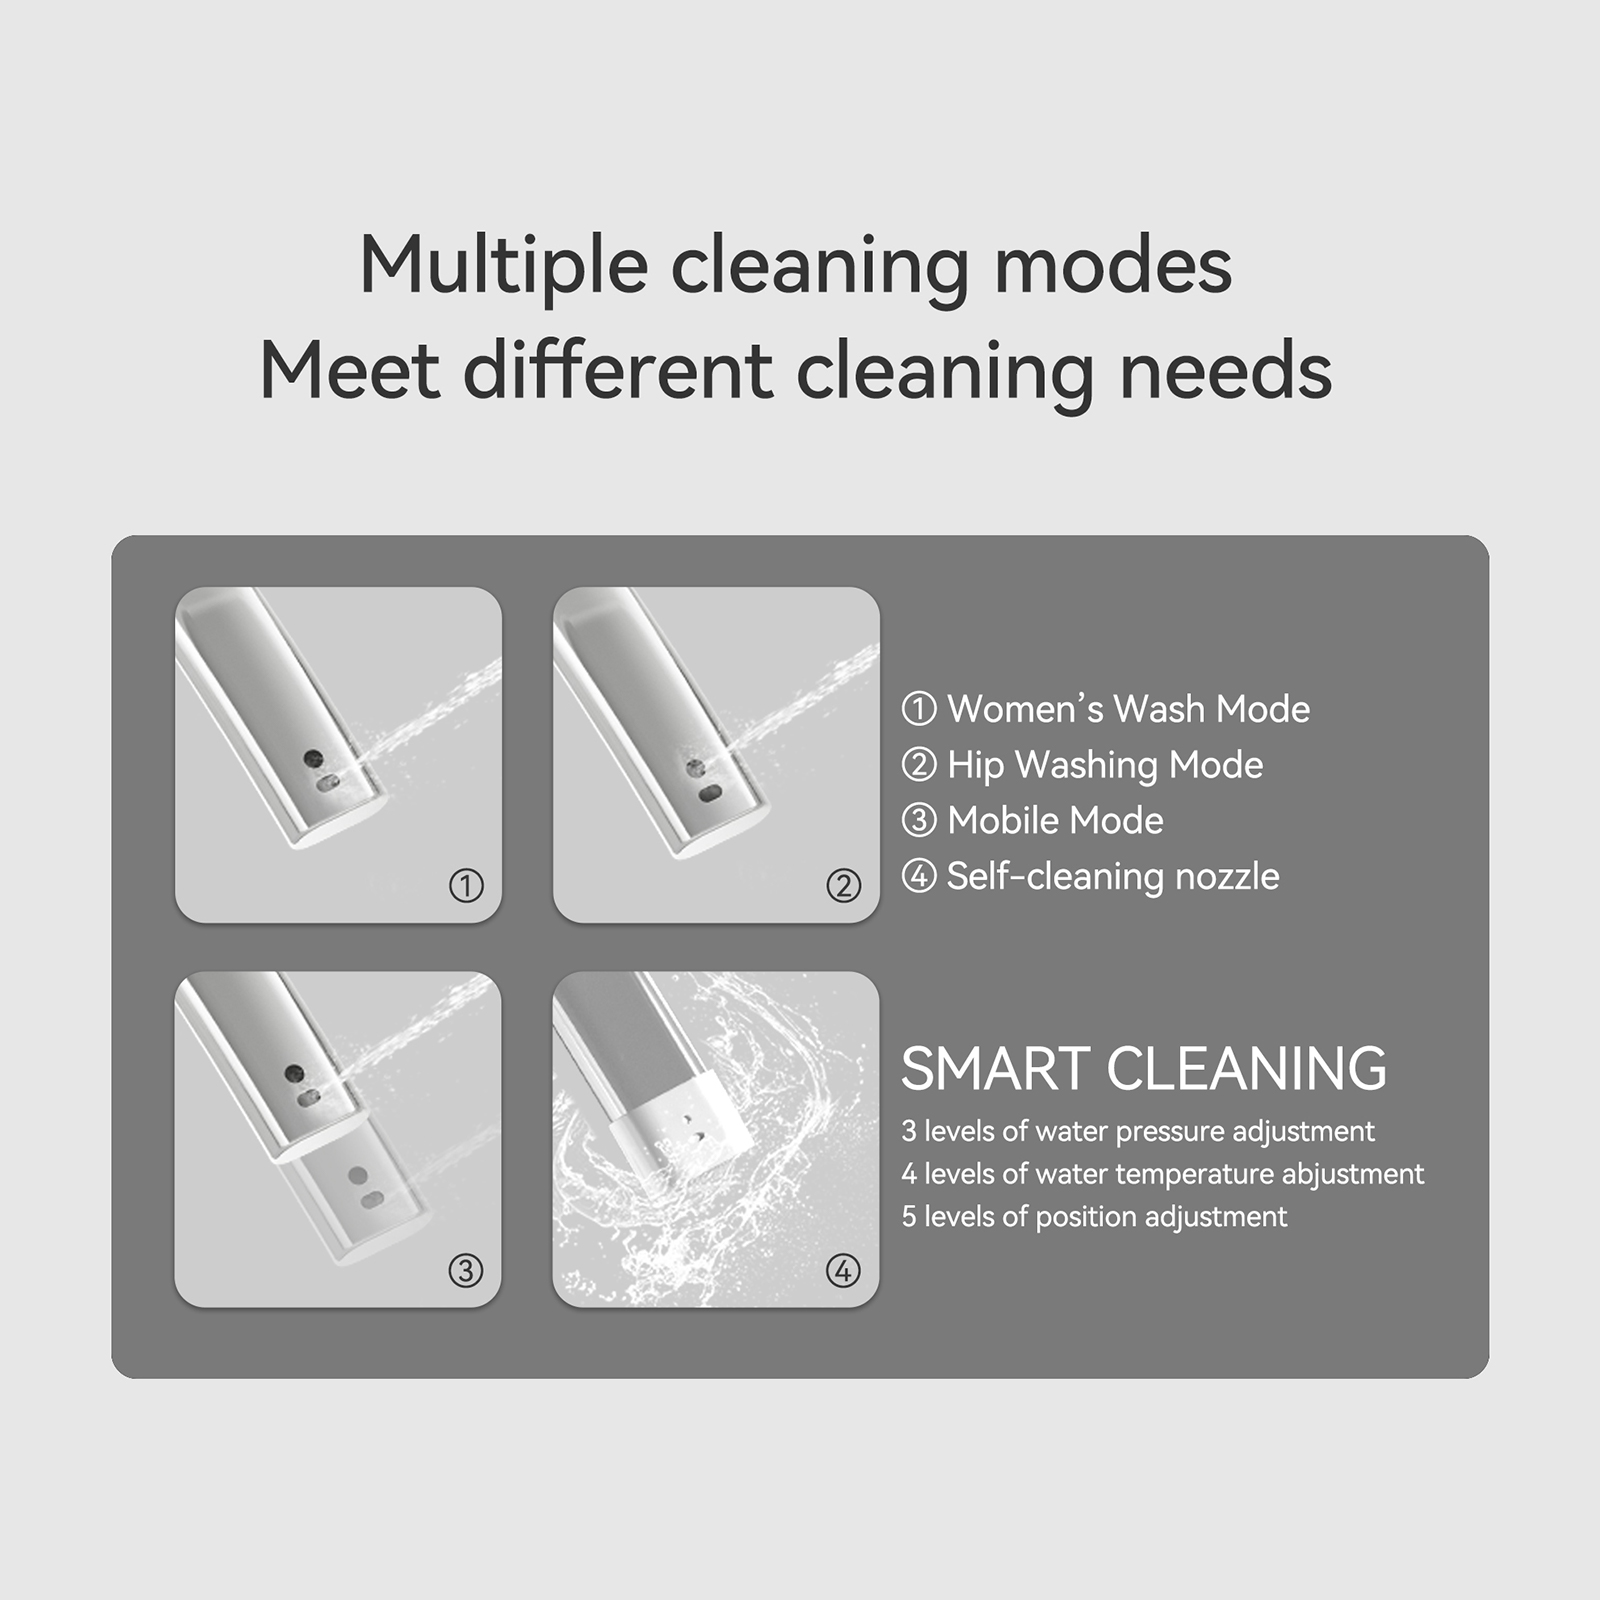 Multiple cleaning modes
Meet different cleaning needs
①
②
① Women’s Wash Mode
② Hip Washing Mode
③ Mobile Mode
④ Self-cleaning nozzle
③
④
SMART CLEANING
3 levels of water pressure adjustment
4 levels of water temperature abjustment
5 levels of position adjustment